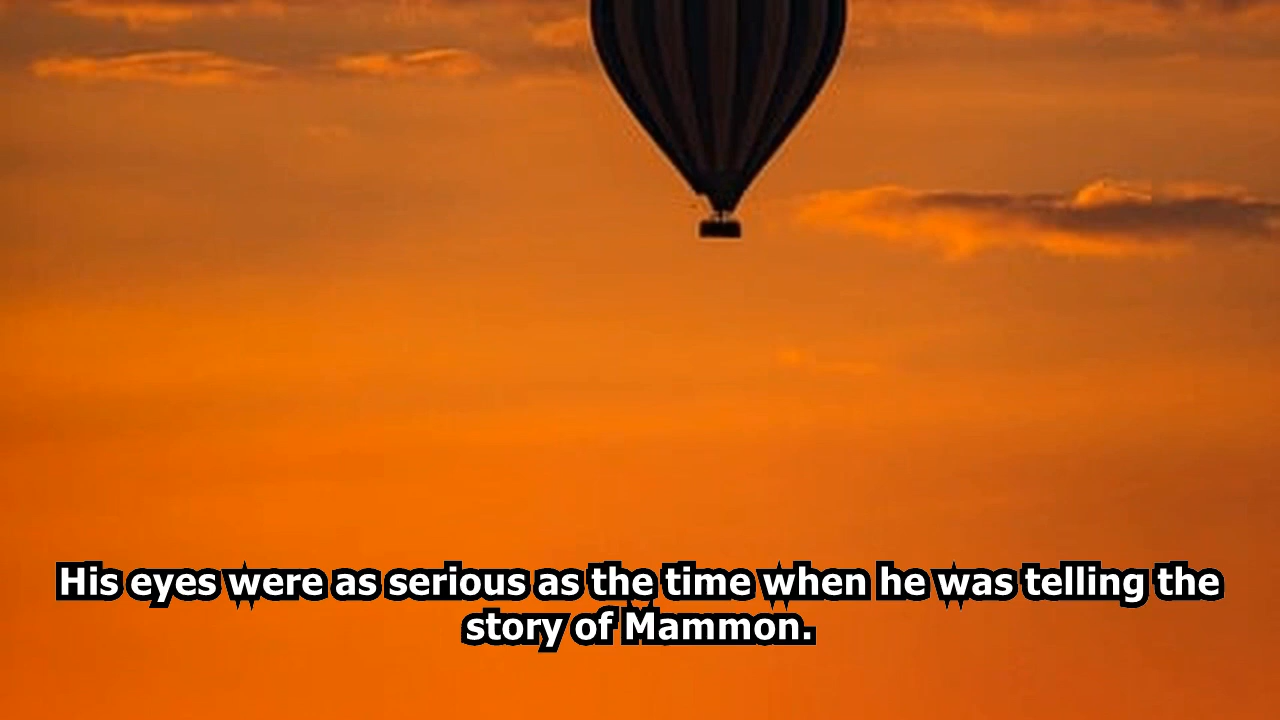 His eyes were as serious as the time when he was telling the
story of Mammon.